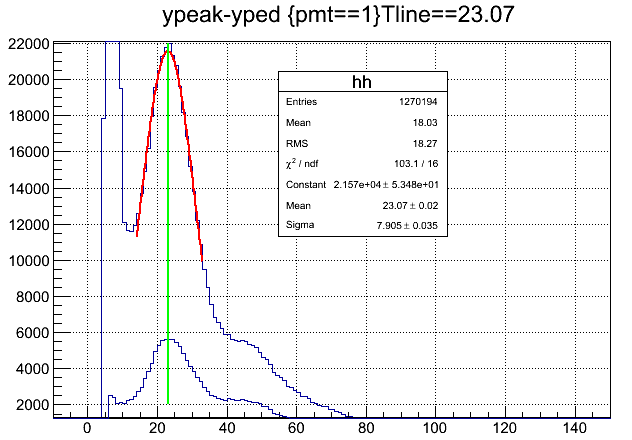 ypeak-yped {pmt==1}Tline==23.07
22000
20000
18000
16000
14000
12000
10000
8000
6000
4000
2000
hh
Entries 1270194
Mean 18.03
RMS 18.27
χ² / ndf 103.1 / 16
Constant 2.157e+04 ± 5.348e+01
Mean 23.07 ± 0.02
Sigma 7.905 ± 0.035
0 20 40 60 80 100 120 140